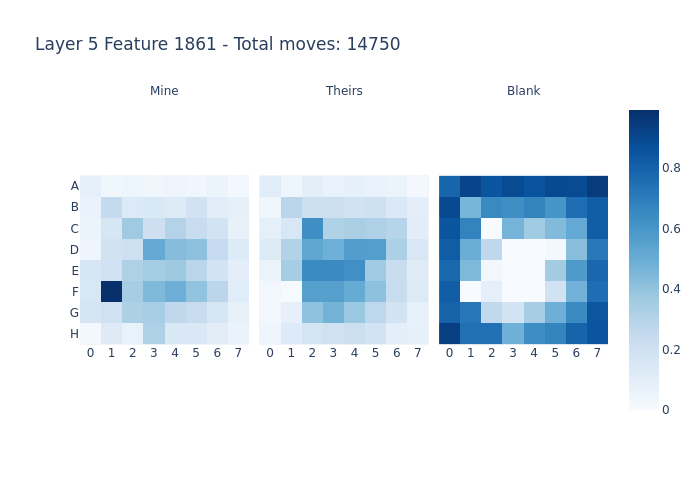 Layer 5 Feature 1861 - Total moves: 14750
Mine Theirs Blank
A
B
C
D
E
F
G
H
0 1 2 3 4 5 6 7 0 1 2 3 4 5 6 7 0 1 2 3 4 5 6 7
0.8
0.6
0.4
0.2
0